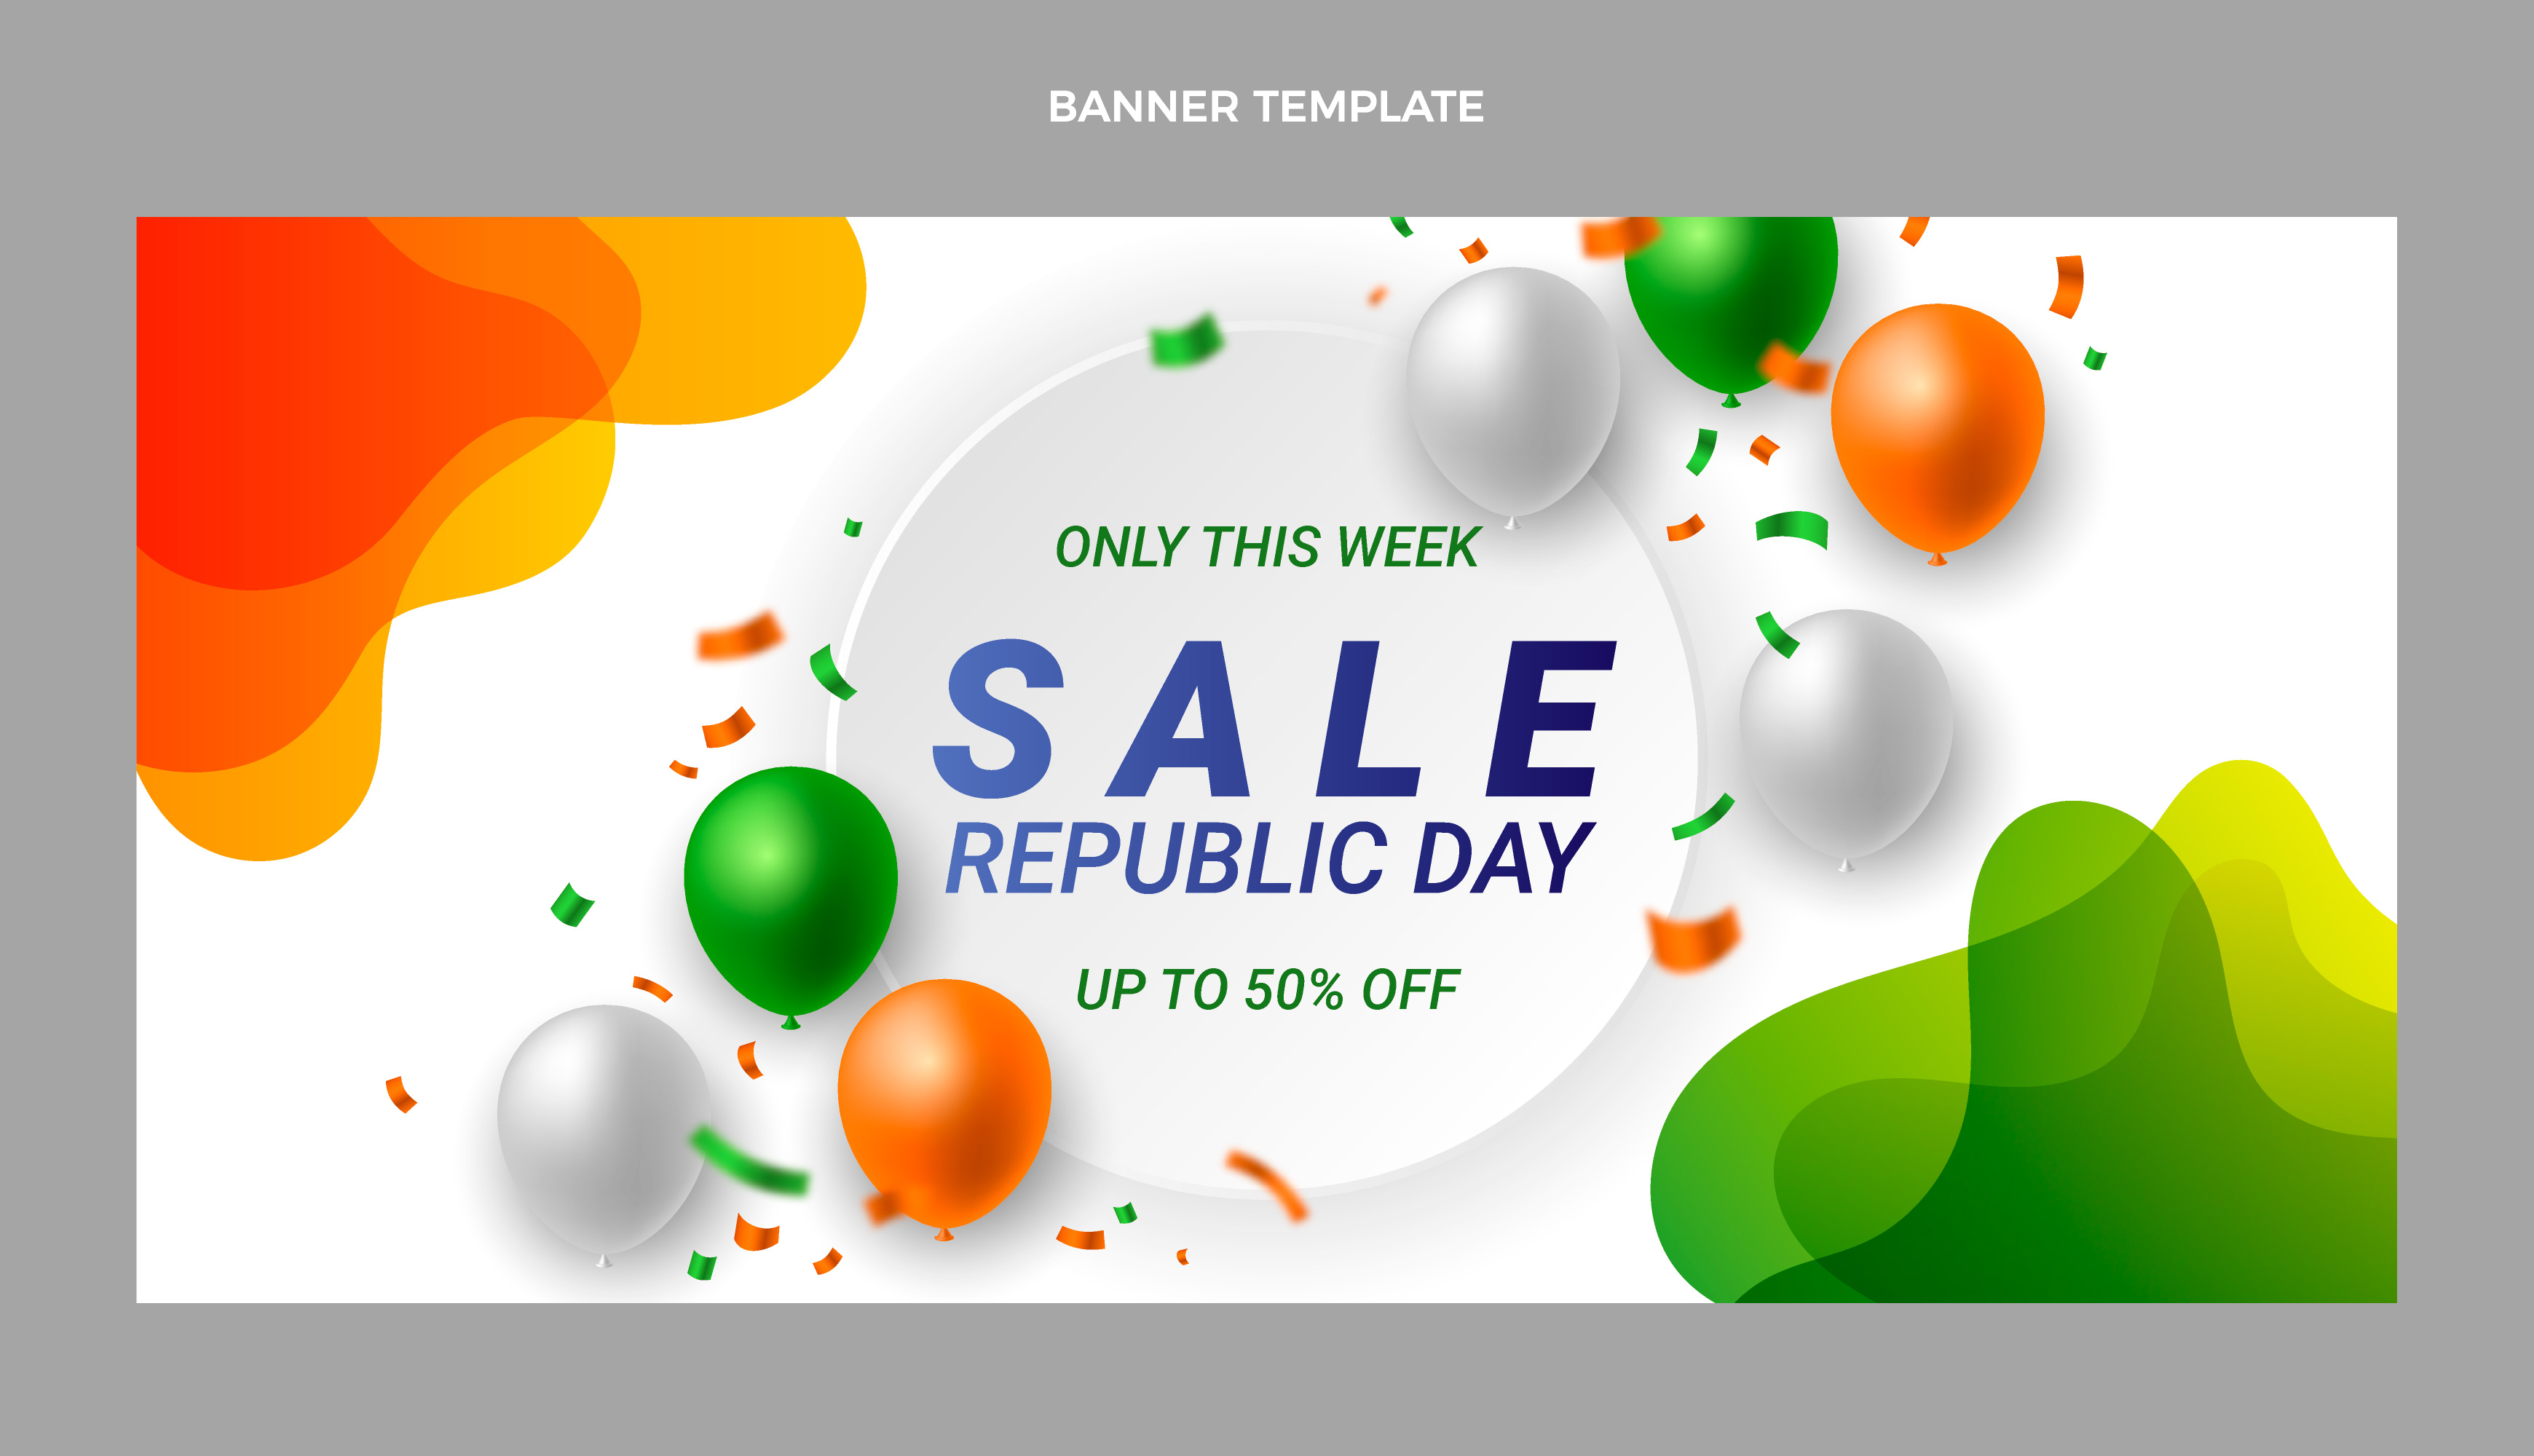 BANNER TEMPLATE
ONLY THIS WEEK
SALE
REPUBLIC DAY
UP TO 50% OFF